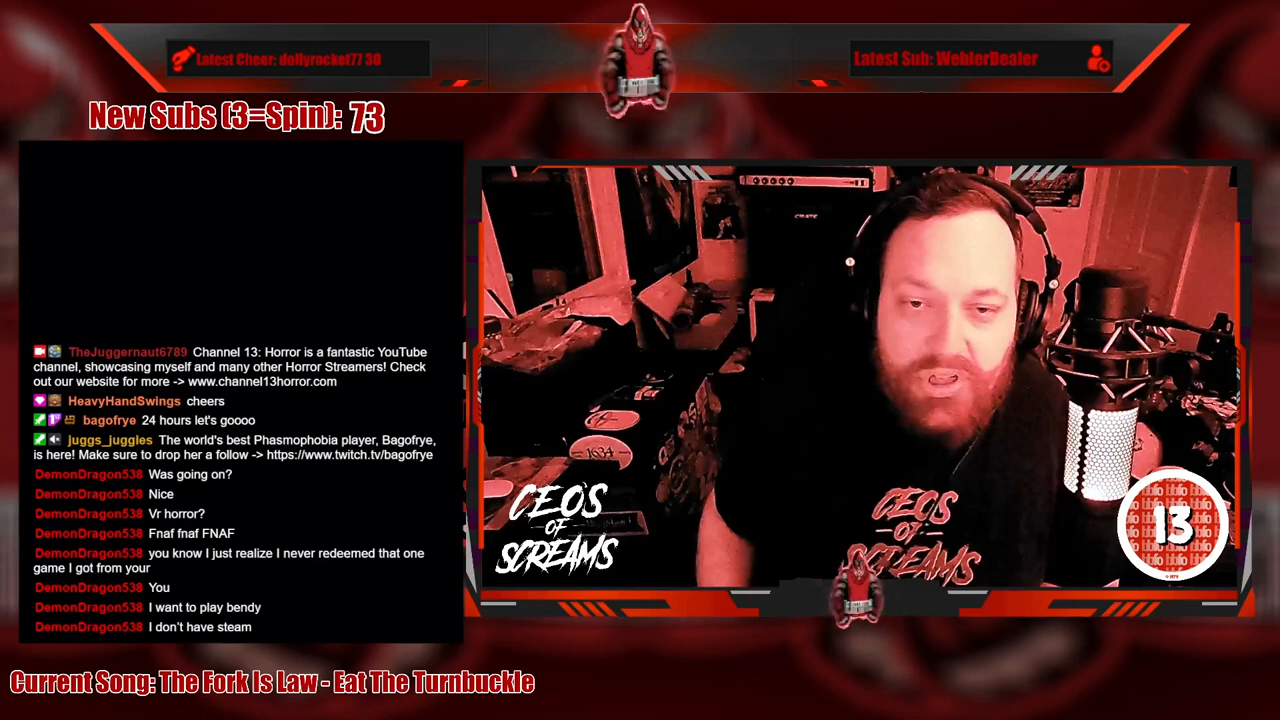 Latest Cheer: dollyrocket77 30
Latest Sub: WehlerDealer
New Subs (3=Spin): 73
CRATE
TheJuggernaut6789 Channel 13: Horror is a fantastic YouTube
channel, showcasing myself and many other Horror Streamers! Check
out our website for more -> www.channel13horror.com
HeavyHandSwings cheers
bagofrye 24 hours let's goooo
juggs_juggies The world's best Phasmophobia player, Bagofrye,
is here! Make sure to drop her a follow -> https://www.twitch.tv/bagofrye
DemonDragon538 Was going on?
DemonDragon538 Nice
DemonDragon538 Vr horror?
DemonDragon538 Fnaf fnaf FNAF
DemonDragon538 you know I just realize I never redeemed that one
game I got from your
DemonDragon538 You
DemonDragon538 I want to play bendy
DemonDragon538 I don't have steam
1634
CEO'S
OF
SCREAMS
CEO'S
OF
SCREAMS
13
Current Song: The Fork Is Law - Eat The Turnbuckle